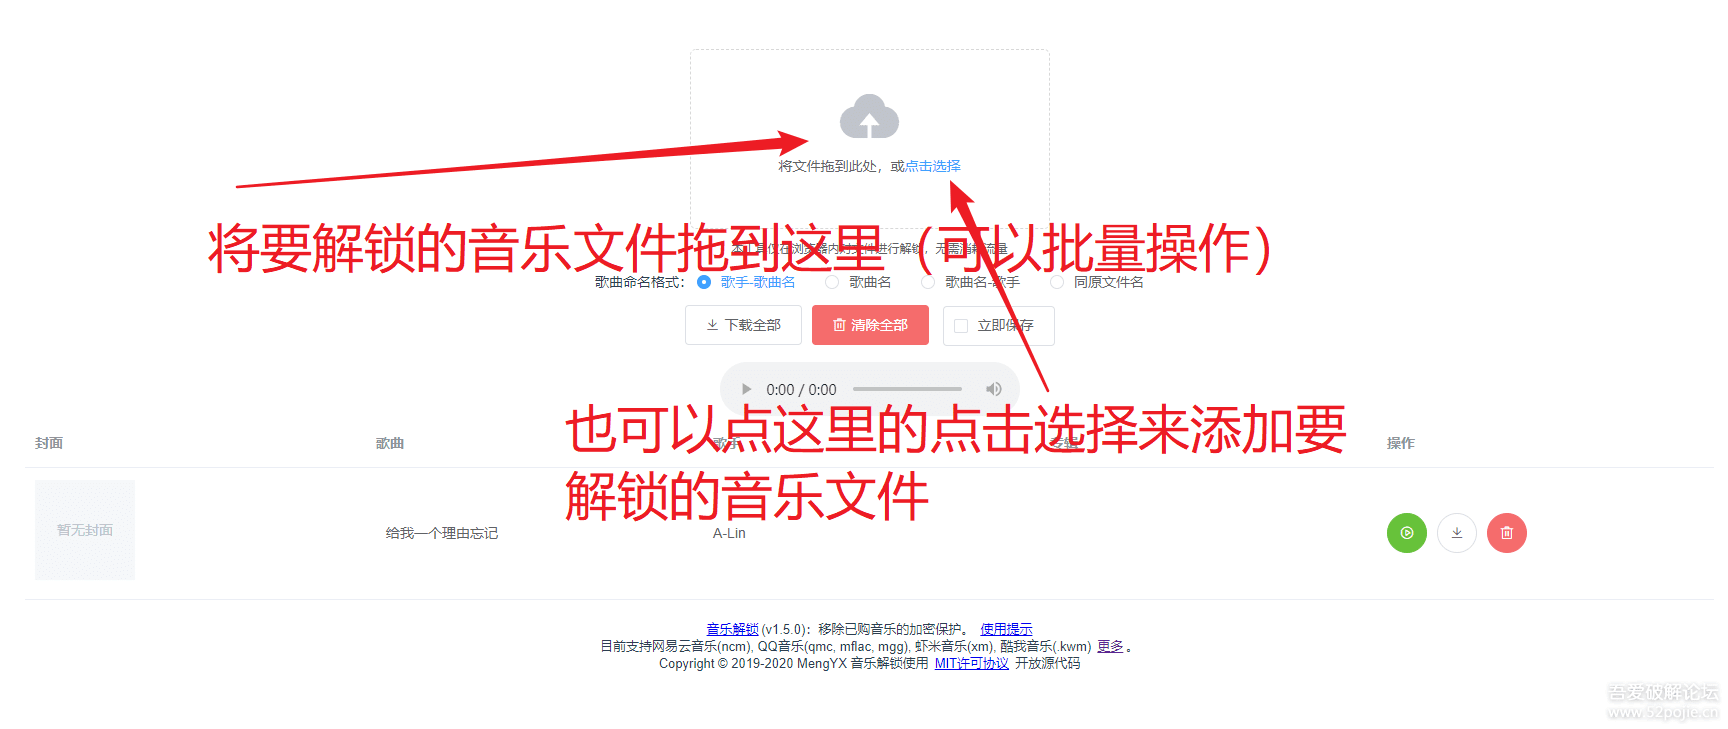 将文件拖到此处，或点击选择
将要解锁的音乐文件拖到这里（可以批量操作）
本工具仅在浏览器内对文件进行解锁，无需消耗流量
歌曲命名格式： 歌手-歌曲名 歌曲名 歌曲名-歌手 同原文件名
下载全部 清除全部 立即保存
0:00 / 0:00
也可以点这里的点击选择来添加要
封面 歌曲 歌手 专辑 操作
解锁的音乐文件
暂无封面 给我一个理由忘记 A-Lin
音乐解锁(v1.5.0)：移除已购音乐的加密保护。 使用提示
目前支持网易云音乐(ncm), QQ音乐(qmc, mflac, mgg), 虾米音乐(xm), 酷我音乐(.kwm) 更多。
Copyright © 2019-2020 MengYX 音乐解锁使用 MIT许可协议 开放源代码
吾爱破解论坛
www.52pojie.cn